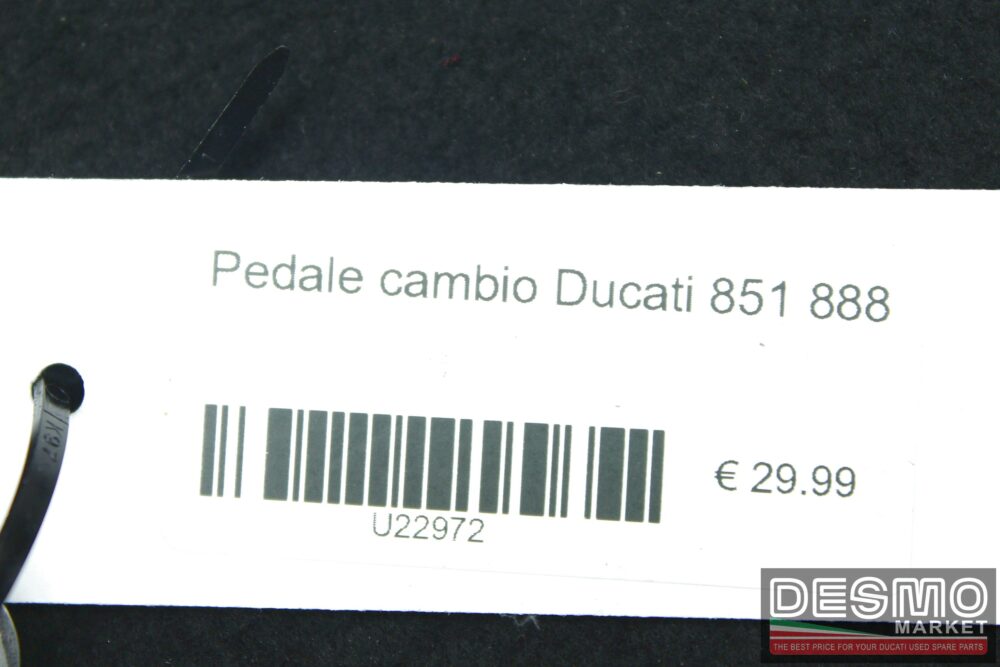 Pedale cambio Ducati 851 888
€ 29.99
U22972
DESMO
MARKET
THE BEST PRICE FOR YOUR DUCATI USED SPARE PARTS